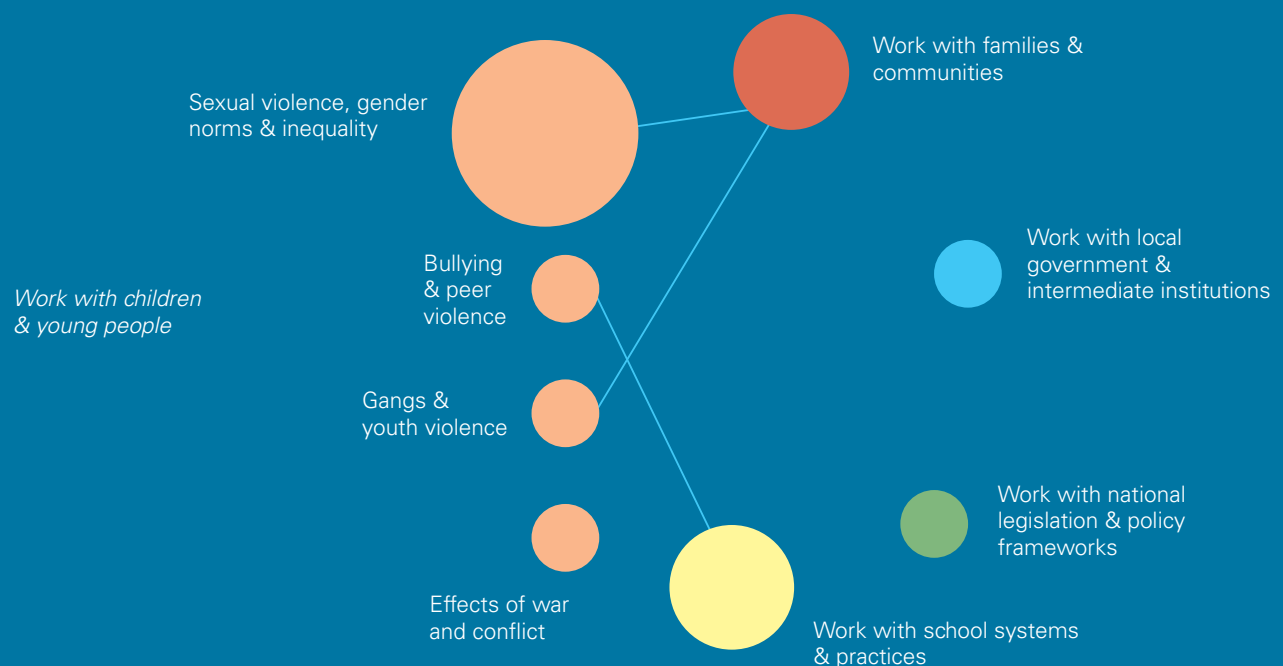 Work with families &
communities
Sexual violence, gender
norms & inequality
Work with local
government &
intermediate institutions
Bullying
& peer
violence
Work with children
& young people
Gangs &
youth violence
Work with national
legislation & policy
frameworks
Effects of war
and conflict
Work with school systems
& practices